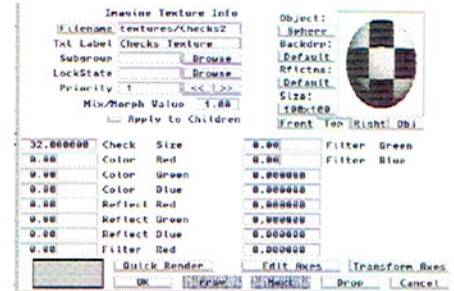 Imagine Texture Info
Filename textures/Checks2
Txt Label Checks Texture
Subgroup Browse
LockState Browse
Priority 1 << >>
Mix/Morph Value 1.00
Apply to Children
Object:
Sphere
Backdrp:
Default
Rflctns:
Default
Size:
100x100
Front Top Right Obj
32.000000 Check Size
0.00 Color Red
0.00 Color Green
0.00 Color Blue
0.00 Reflect Red
0.00 Reflect Green
0.00 Reflect Blue
0.00 Filter Red
0.00 Filter Green
0.00 Filter Blue
0.000000
0.000000
0.000000
0.000000
0.000000
0.000000
Quick Render Edit Axes Transform Axes
OK Prev Next Drop Cancel